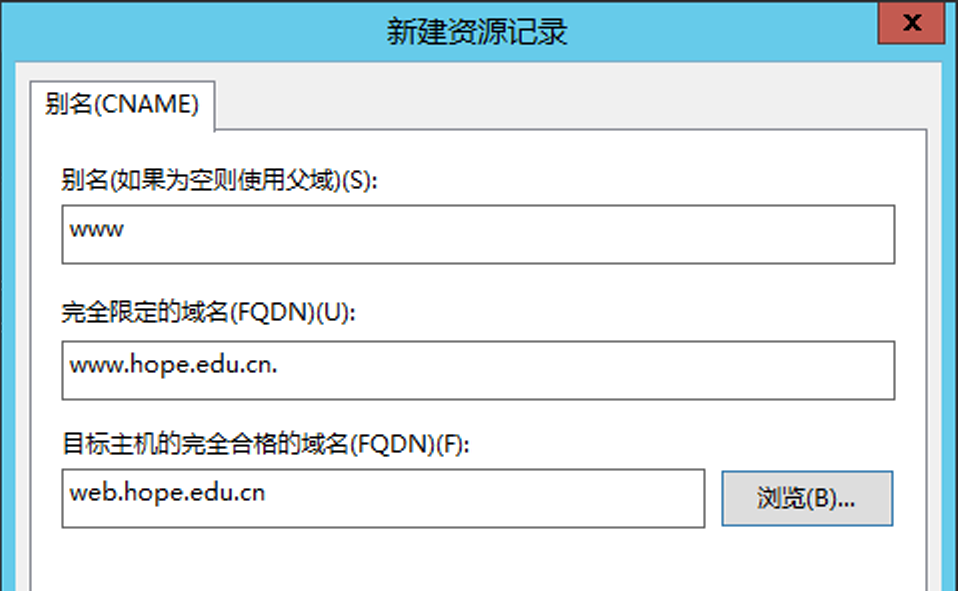 新建资源记录
x
别名(CNAME)
别名(如果为空则使用父域)(S):
www
完全限定的域名(FQDN)(U):
www.hope.edu.cn.
目标主机的完全合格的域名(FQDN)(F):
web.hope.edu.cn
浏览(B)...